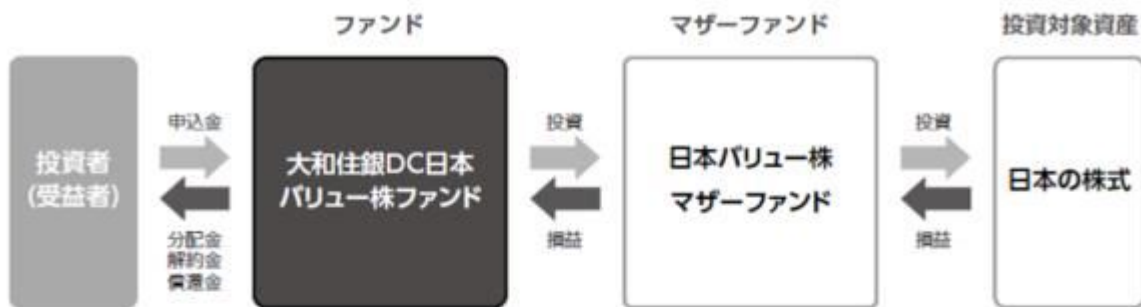 ファンド
マザーファンド
投資対象資産
投資者
(受益者)
申込金
分配金
解約金
償還金
大和住銀DC日本
バリュー株ファンド
投資
損益
日本バリュー株
マザーファンド
投資
損益
日本の株式